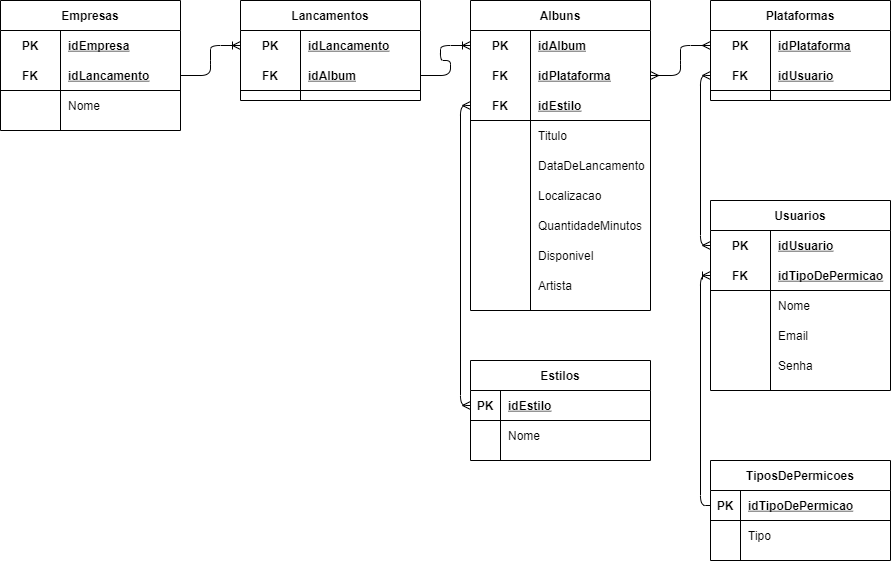 Empresas
PK idEmpresa
FK idLancamento
Nome
Lancamentos
PK idLancamento
FK idAlbum
Albuns
PK idAlbum
FK idPlataforma
FK idEstilo
Titulo
DataDeLancamento
Localizacao
QuantidadeMinutos
Disponivel
Artista
Plataformas
PK idPlataforma
FK idUsuario
Usuarios
PK idUsuario
FK idTipoDePermicao
Nome
Email
Senha
Estilos
PK idEstilo
Nome
TiposDePermicoes
PK idTipoDePermicao
Tipo